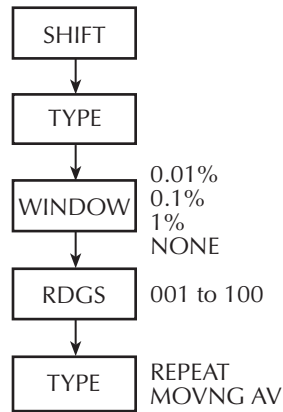 SHIFT
TYPE
0.01%
0.1%
WINDOW
1%
NONE
RDGS 001 to 100
REPEAT
TYPE
MOVNG AV